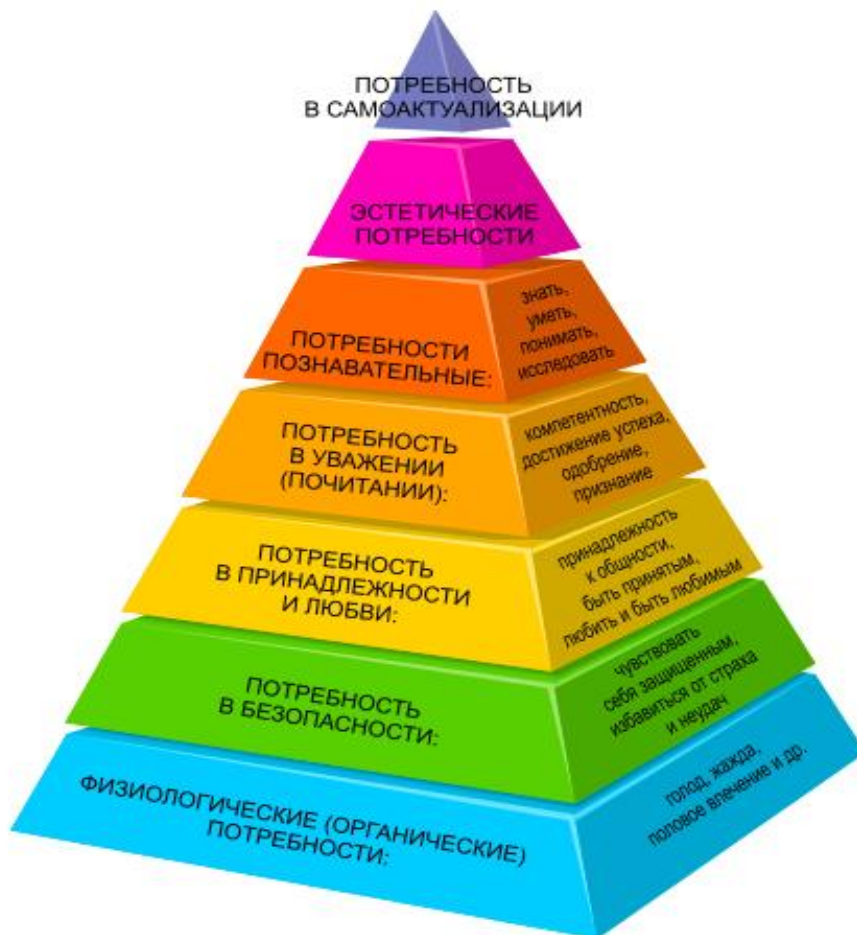 ПОТРЕБНОСТЬ
В САМОАКТУАЛИЗАЦИИ
ЭСТЕТИЧЕСКИЕ
ПОТРЕБНОСТИ
ПОТРЕБНОСТИ
ПОЗНАВАТЕЛЬНЫЕ:
знать,
уметь,
понимать,
исследовать
ПОТРЕБНОСТЬ
В УВАЖЕНИИ
(ПОЧИТАНИИ):
компетентность,
достижение успеха,
одобрение,
признание
ПОТРЕБНОСТЬ
В ПРИНАДЛЕЖНОСТИ
И ЛЮБВИ:
принадлежность
к общности,
быть принятым,
любить и быть любимым
ПОТРЕБНОСТЬ
В БЕЗОПАСНОСТИ:
чувствовать
себя защищенным,
избавиться от страха
и неудач
ФИЗИОЛОГИЧЕСКИЕ (ОРГАНИЧЕСКИЕ)
ПОТРЕБНОСТИ:
голод, жажда,
половое влечение и др.